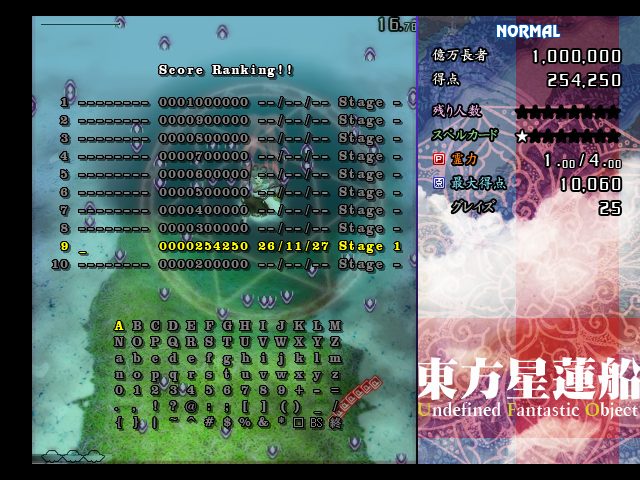 16.76
Score Ranking!!
1 -------- 0001000000 --/--/-- Stage -
2 -------- 0000900000 --/--/-- Stage -
3 -------- 0000800000 --/--/-- Stage -
4 -------- 0000700000 --/--/-- Stage -
5 -------- 0000600000 --/--/-- Stage -
6 -------- 0000500000 --/--/-- Stage -
7 -------- 0000400000 --/--/-- Stage -
8 -------- 0000300000 --/--/-- Stage -
9 _ 0000254250 26/11/27 Stage 1
10 -------- 0000200000 --/--/-- Stage -
A B C D E F G H I J K L M
N O P Q R S T U V W X Y Z
a b c d e f g h i j k l m
n o p q r s t u v w x y z
0 1 2 3 4 5 6 7 8 9 + - =
. , ! ? @ : ; [ ] ( ) _ /
{ } | ~ ^ # $ % & * □ BS 終
NORMAL
億万長者 1,000,000
得点 254,250
残り人数
スペルカード
P 霊力 1.00/4.00
最大得点 10,060
グレイズ 25
東方星蓮船
Undefined Fantastic Object